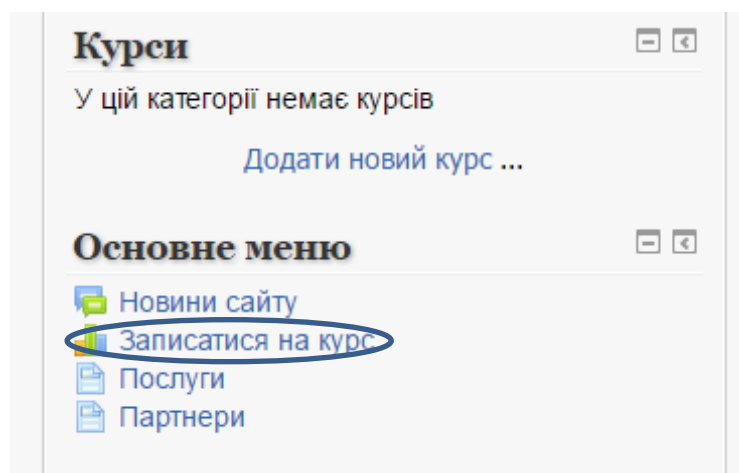 Курси
У цій категорії немає курсів
Додати новий курс ...
Основне меню
Новини сайту
Записатися на курс
Послуги
Партнери